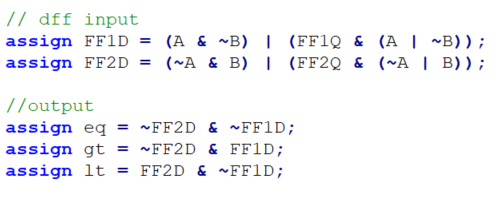 // dff input
assign FF1D = (A & ~B) | (FF1Q & (A | ~B));
assign FF2D = (~A & B) | (FF2Q & (~A | B));
//output
assign eq = ~FF2D & ~FF1D;
assign gt = ~FF2D & FF1D;
assign lt = FF2D & ~FF1D;